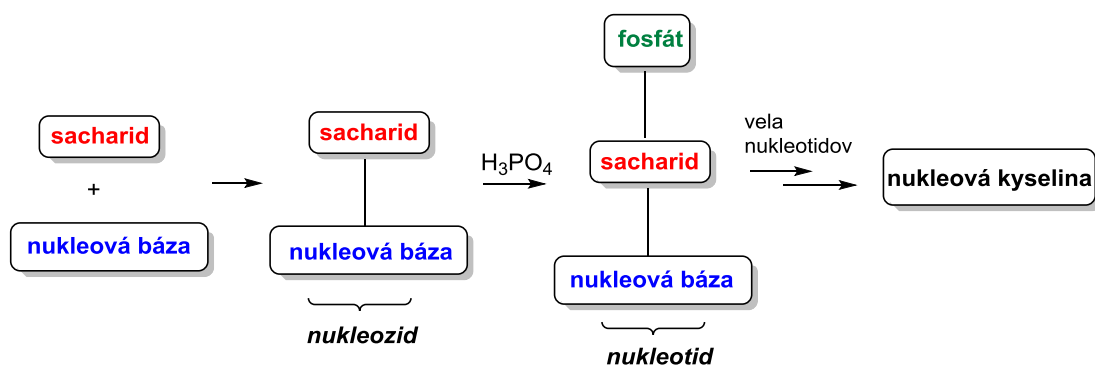 sacharid
+
nukleová báza
sacharid
nukleová báza
nukleozid
H₃PO₄
fosfát
sacharid
nukleová báza
nukleotid
vela
nukleotidov
nukleová kyselina